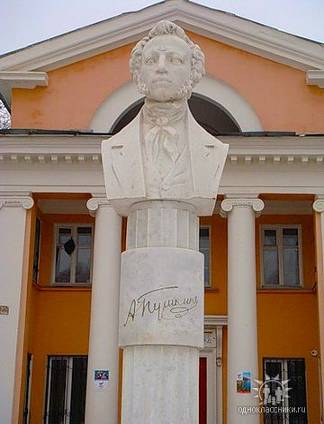 А Пушкинъ
одноклассники.ru